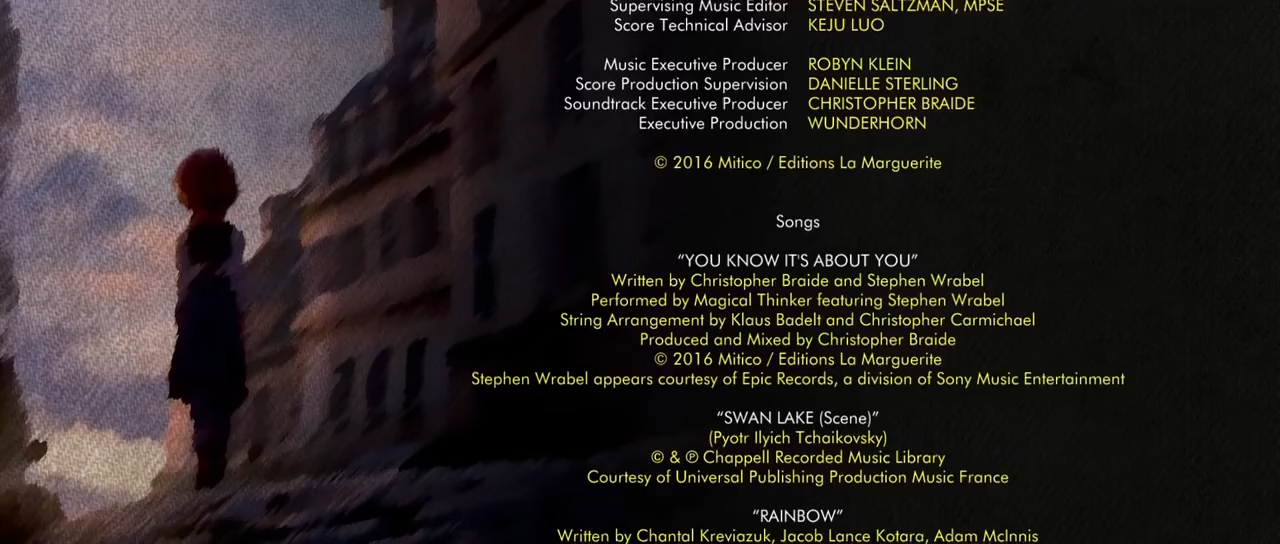 Supervising Music Editor STEVEN SALTZMAN, MPSE
Score Technical Advisor KEJU LUO
Music Executive Producer ROBYN KLEIN
Score Production Supervision DANIELLE STERLING
Soundtrack Executive Producer CHRISTOPHER BRAIDE
Executive Production WUNDERHORN
© 2016 Mitico / Editions La Marguerite
Songs
“YOU KNOW IT'S ABOUT YOU”
Written by Christopher Braide and Stephen Wrabel
Performed by Magical Thinker featuring Stephen Wrabel
String Arrangement by Klaus Badelt and Christopher Carmichael
Produced and Mixed by Christopher Braide
© 2016 Mitico / Editions La Marguerite
Stephen Wrabel appears courtesy of Epic Records, a division of Sony Music Entertainment
“SWAN LAKE (Scene)”
(Pyotr Ilyich Tchaikovsky)
© & ℗ Chappell Recorded Music Library
Courtesy of Universal Publishing Production Music France
“RAINBOW”
Written by Chantal Kreviazuk, Jacob Lance Kotara, Adam McInnis